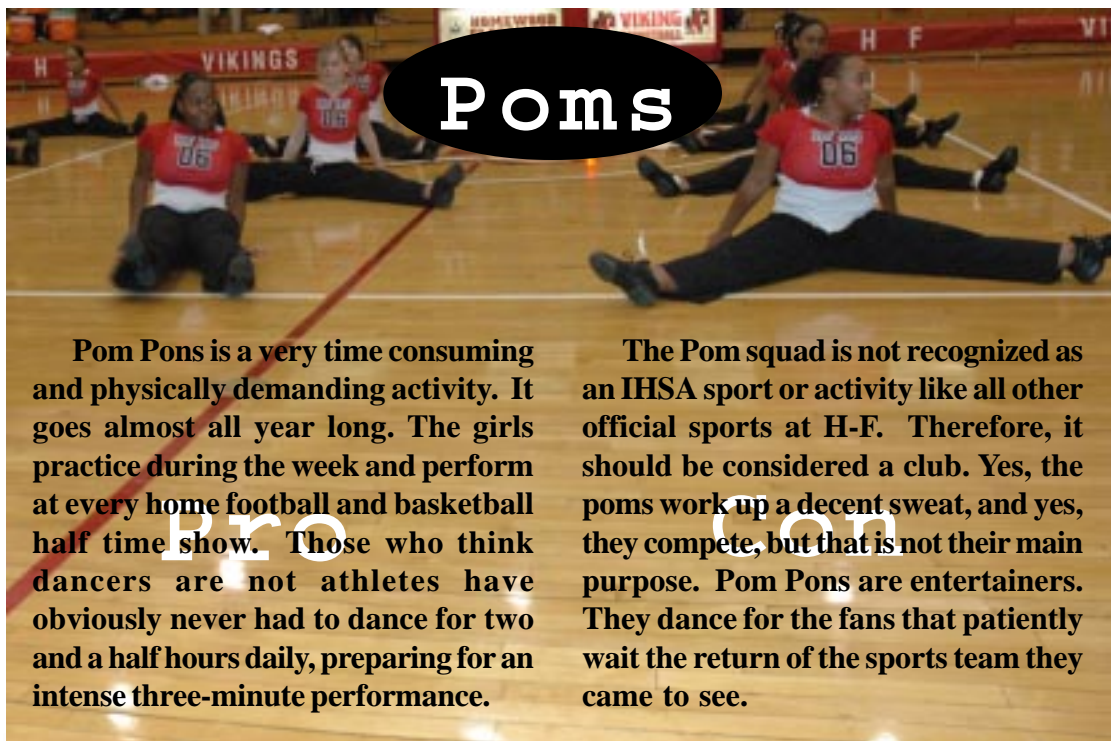 HOMEWOOD
VIKING
H
VIKINGS
H F
VI
Poms
06
06
06
Pro
Pom Pons is a very time consuming
and physically demanding activity. It
goes almost all year long. The girls
practice during the week and perform
at every home football and basketball
half time show. Those who think
dancers are not athletes have
obviously never had to dance for two
and a half hours daily, preparing for an
intense three-minute performance.
Con
The Pom squad is not recognized as
an IHSA sport or activity like all other
official sports at H-F. Therefore, it
should be considered a club. Yes, the
poms work up a decent sweat, and yes,
they compete, but that is not their main
purpose. Pom Pons are entertainers.
They dance for the fans that patiently
wait the return of the sports team they
came to see.